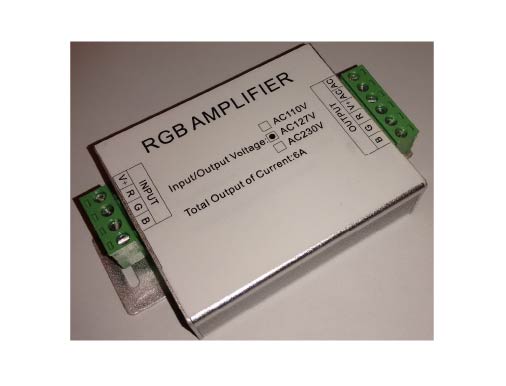 RGB AMPLIFIER
Input/Output Voltage
AC110V
AC127V
AC230V
Total Output of Current:6A
INPUT
V+ R G B
OUTPUT
B G R V+ AC AC